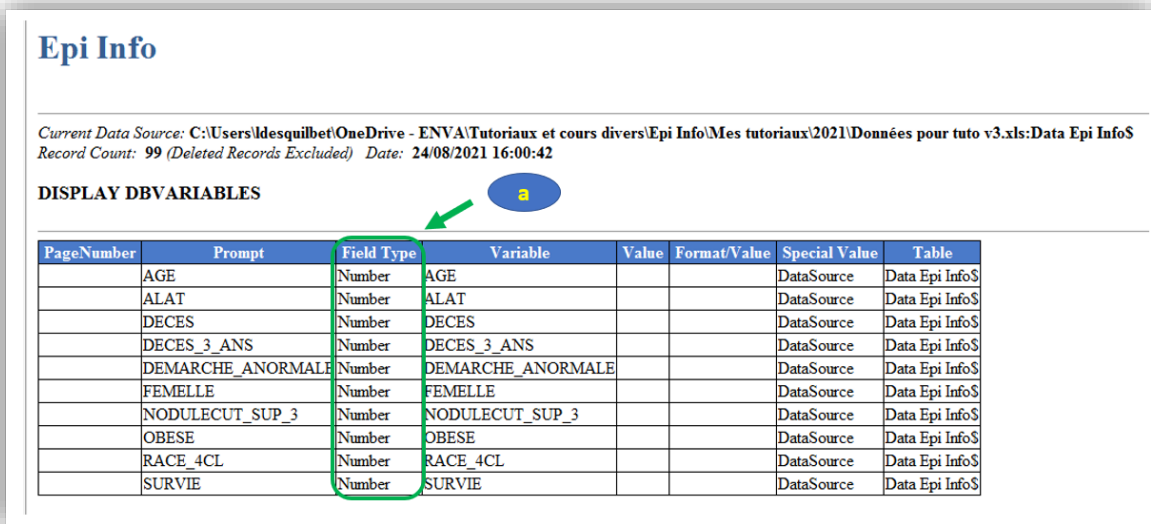 Epi Info
Current Data Source: C:\Users\ldesquilbet\OneDrive - ENVA\Tutoriaux et cours divers\Epi Info\Mes tutoriaux\2021\Données pour tuto v3.xls:Data Epi Info$
Record Count: 99 (Deleted Records Excluded) Date: 24/08/2021 16:00:42
DISPLAY DBVARIABLES
a
PageNumber Prompt Field Type Variable Value Format/Value Special Value Table
AGE Number AGE DataSource Data Epi Info$
ALAT Number ALAT DataSource Data Epi Info$
DECES Number DECES DataSource Data Epi Info$
DECES_3_ANS Number DECES_3_ANS DataSource Data Epi Info$
DEMARCHE_ANORMALE Number DEMARCHE_ANORMALE DataSource Data Epi Info$
FEMELLE Number FEMELLE DataSource Data Epi Info$
NODULECUT_SUP_3 Number NODULECUT_SUP_3 DataSource Data Epi Info$
OBESE Number OBESE DataSource Data Epi Info$
RACE_4CL Number RACE_4CL DataSource Data Epi Info$
SURVIE Number SURVIE DataSource Data Epi Info$